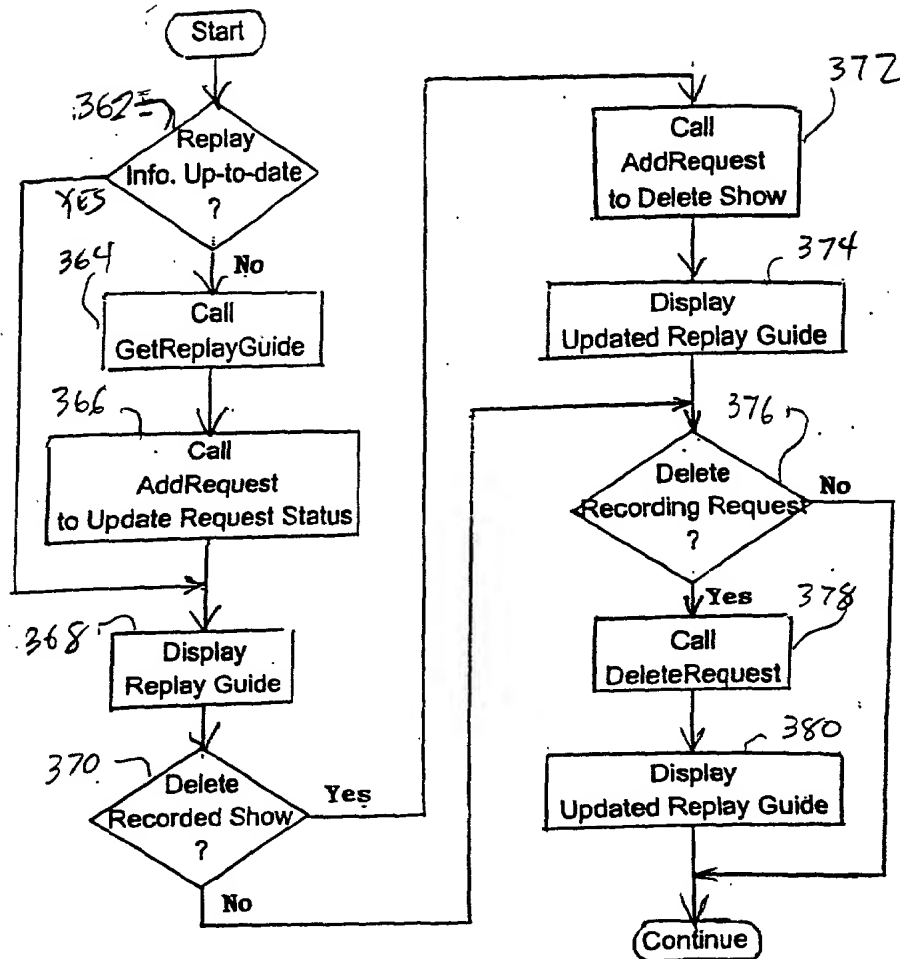 Start
362
Replay
Info. Up-to-date
?
YES
No
364
Call
GetReplayGuide
366
Call
AddRequest
to Update Request Status
368
Display
Replay Guide
370
Delete
Recorded Show
?
Yes
No
372
Call
AddRequest
to Delete Show
374
Display
Updated Replay Guide
376
Delete
Recording Request
?
No
Yes
378
Call
DeleteRequest
380
Display
Updated Replay Guide
Continue